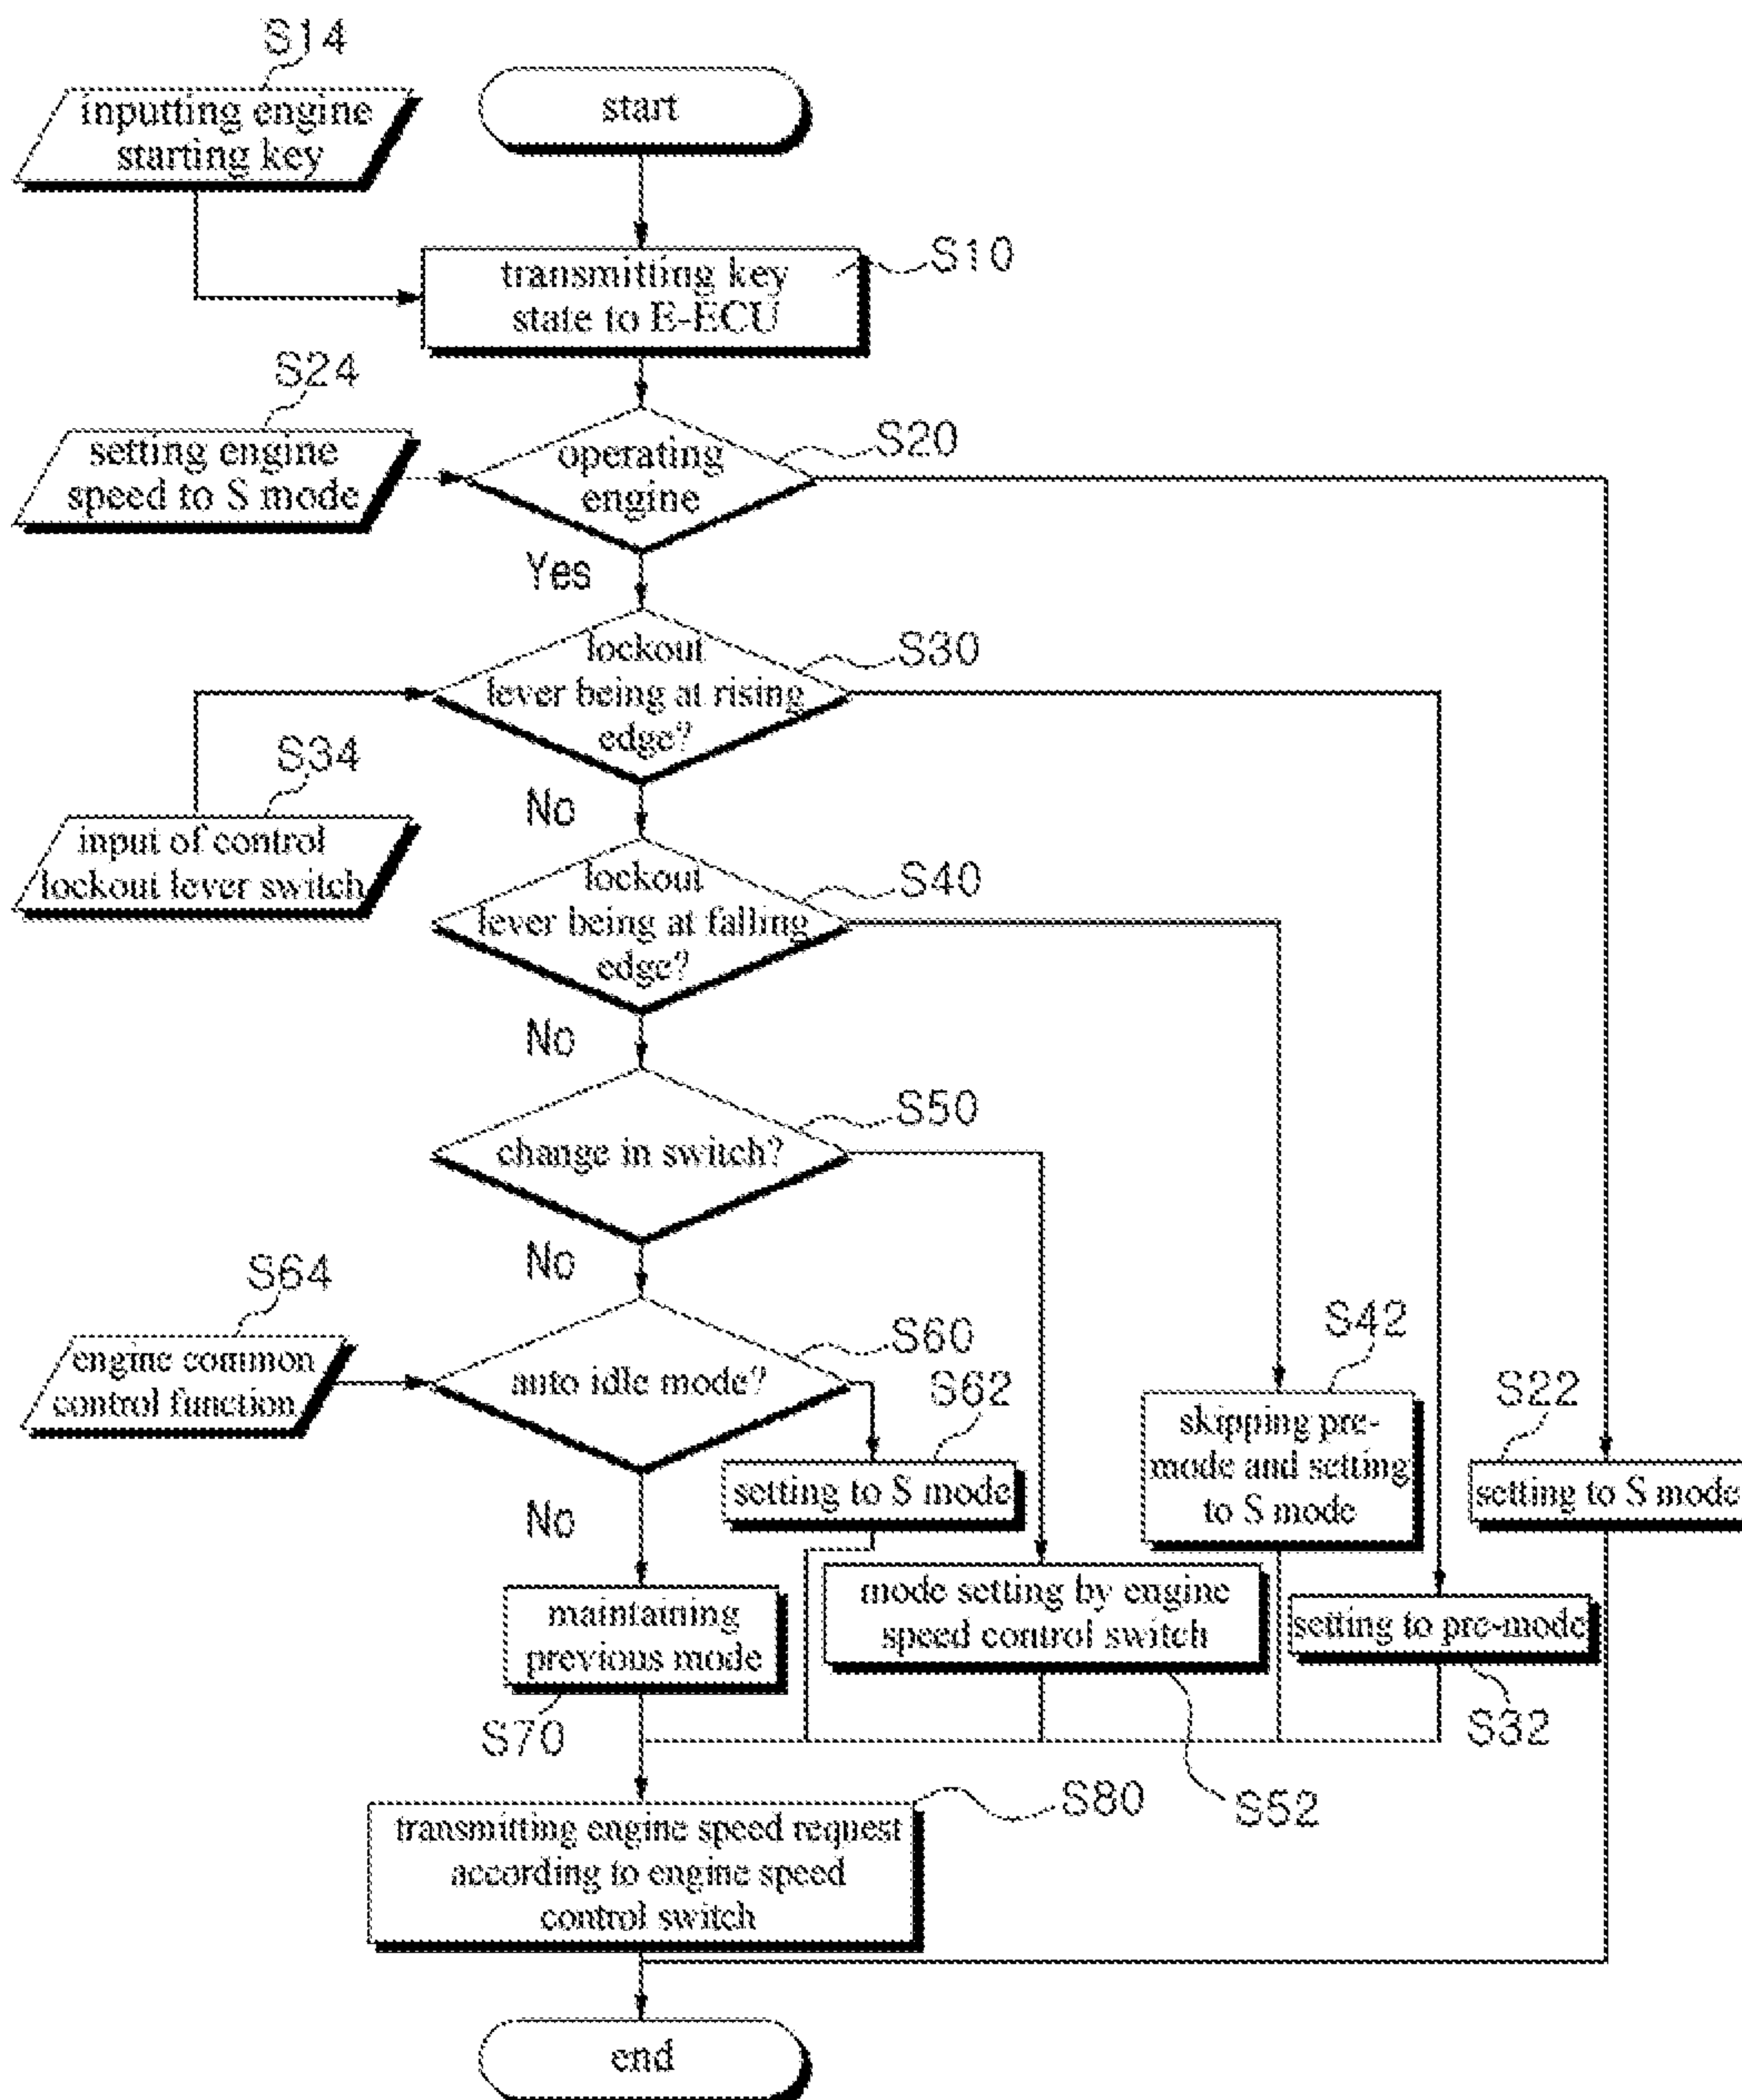 S14
inputting engine
starting key
start
S10
transmitting key
state to E-ECU
S24
setting engine
speed to S mode
S20
operating
engine
Yes
S30
lockout
lever being at rising
edge?
S34
input of control
lockout lever switch
No
S40
lockout
lever being at falling
edge?
No
S50
change in switch?
No
S64
engine common
control function
S60
auto idle mode?
S62
setting to S mode
S42
skipping pre-
mode and setting
to S mode
S22
setting to S mode
No
maintaining
previous mode
S70
mode setting by engine
speed control switch
S52
setting to pre-mode
S32
S80
transmitting engine speed request
according to engine speed
control switch
end